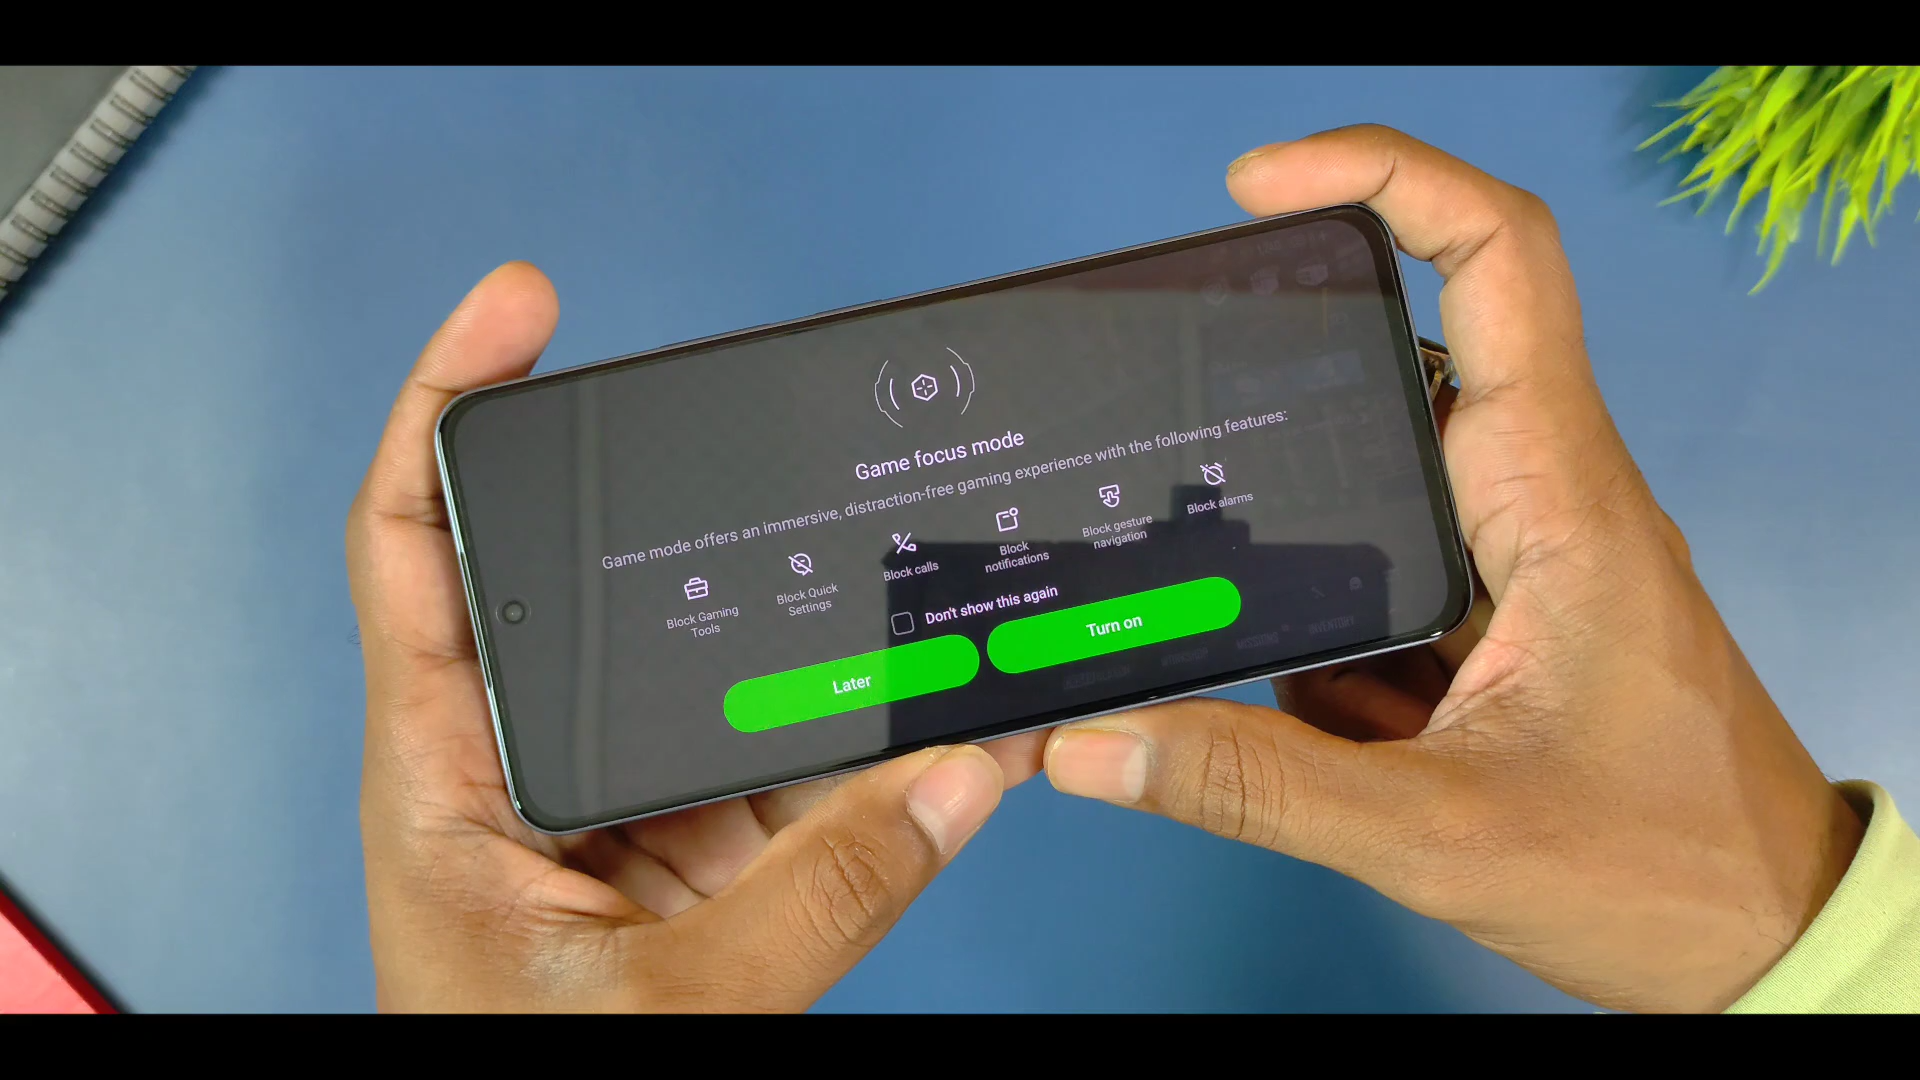 Game focus mode
Game mode offers an immersive, distraction-free gaming experience with the following features:
Block Gaming
Tools
Block Quick
Settings
Block calls
Block
notifications
Block gesture
navigation
Block alarms
Don't show this again
Later
Turn on
MISSIONS
INVENTORY